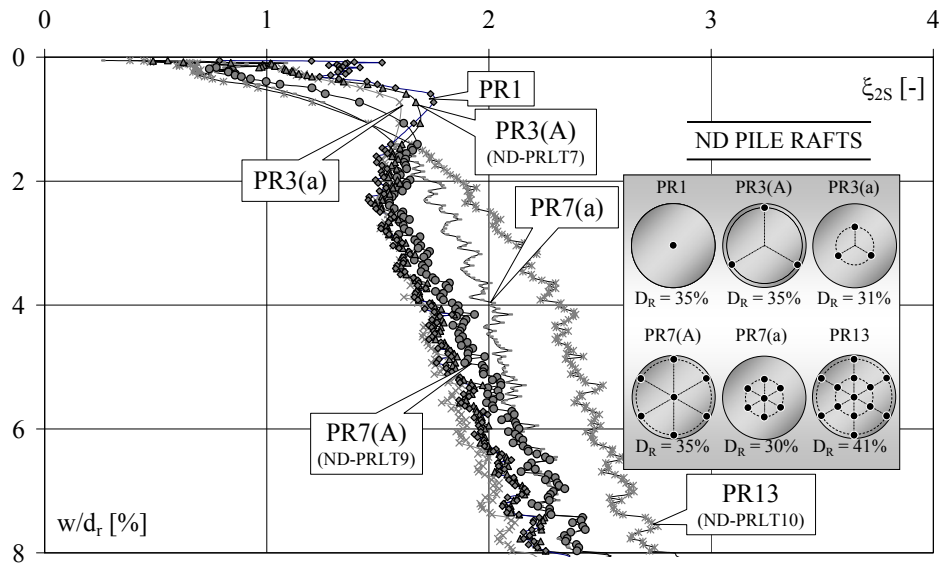 0 1 2 3 4
0
2
4
6
8
ξ2S [-]
w/dr [%]
PR1
PR3(A)
(ND-PRLT7)
PR3(a)
PR7(a)
PR7(A)
(ND-PRLT9)
PR13
(ND-PRLT10)
ND PILE RAFTS
PR1 PR3(A) PR3(a)
DR = 35% DR = 35% DR = 31%
PR7(A) PR7(a) PR13
DR = 35% DR = 30% DR = 41%